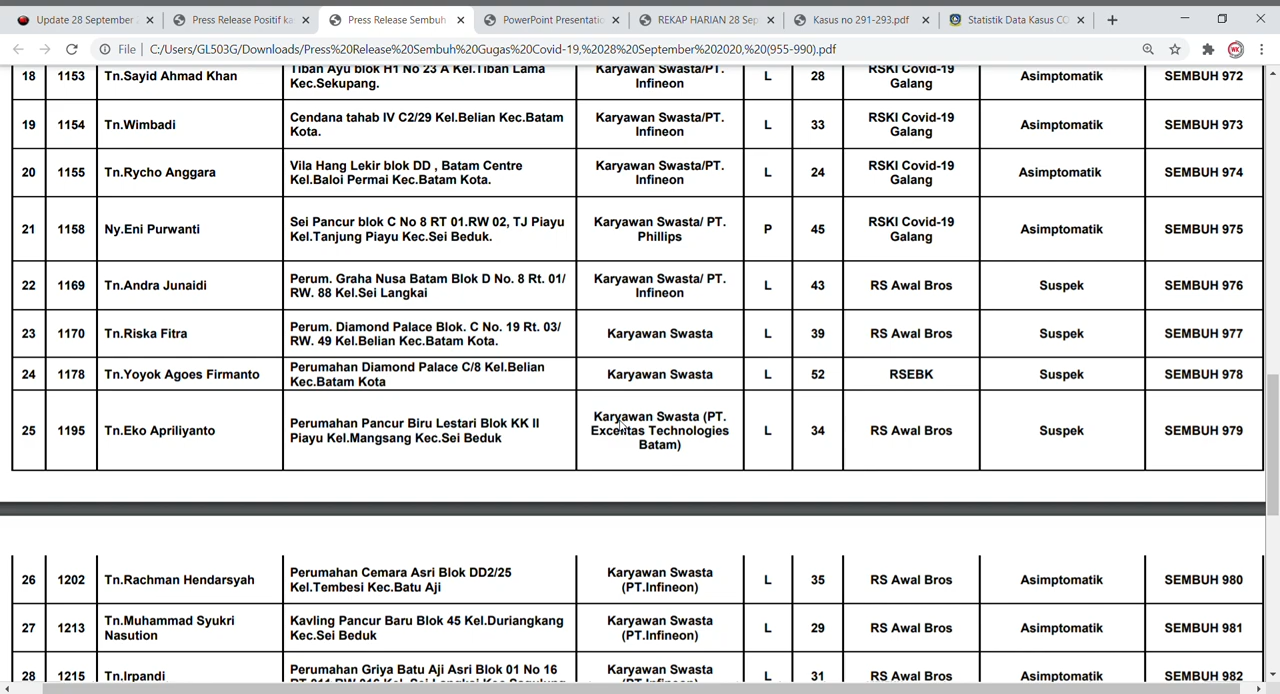 Update 28 September
Press Release Positif ka
Press Release Sembuh
PowerPoint Presentatio
REKAP HARIAN 28 Sep
Kasus no 291-293.pdf
Statistik Data Kasus CO
File | C:/Users/GL503G/Downloads/Press%20Release%20Sembuh%20Gugas%20Covid-19,%2028%20September%202020,%20(955-990).pdf
18 1153 Tn.Sayid Ahmad Khan Tiban Ayu blok H1 No 23 A Kel.Tiban Lama Karyawan Swasta/PT. L 28 RSKI Covid-19 Asimptomatik SEMBUH 972
Kec.Sekupang. Infineon Galang
19 1154 Tn.Wimbadi Cendana tahab IV C2/29 Kel.Belian Kec.Batam Karyawan Swasta/PT. L 33 RSKI Covid-19 Asimptomatik SEMBUH 973
Kota. Infineon Galang
20 1155 Tn.Rycho Anggara Vila Hang Lekir blok DD , Batam Centre Karyawan Swasta/PT. L 24 RSKI Covid-19 Asimptomatik SEMBUH 974
Kel.Baloi Permai Kec.Batam Kota. Infineon Galang
21 1158 Ny.Eni Purwanti Sei Pancur blok C No 8 RT 01.RW 02, TJ Piayu Karyawan Swasta/ PT. P 45 RSKI Covid-19 Asimptomatik SEMBUH 975
Kel.Tanjung Piayu Kec.Sei Beduk. Phillips Galang
22 1169 Tn.Andra Junaidi Perum. Graha Nusa Batam Blok D No. 8 Rt. 01/ Karyawan Swasta/ PT. L 43 RS Awal Bros Suspek SEMBUH 976
RW. 88 Kel.Sei Langkai Infineon
23 1170 Tn.Riska Fitra Perum. Diamond Palace Blok. C No. 19 Rt. 03/ Karyawan Swasta L 39 RS Awal Bros Suspek SEMBUH 977
RW. 49 Kel.Belian Kec.Batam Kota.
24 1178 Tn.Yoyok Agoes Firmanto Perumahan Diamond Palace C/8 Kel.Belian Karyawan Swasta L 52 RSEBK Suspek SEMBUH 978
Kec.Batam Kota
25 1195 Tn.Eko Apriliyanto Perumahan Pancur Biru Lestari Blok KK II Karyawan Swasta (PT. L 34 RS Awal Bros Suspek SEMBUH 979
Piayu Kel.Mangsang Kec.Sei Beduk Excelitas Technologies
Batam)
26 1202 Tn.Rachman Hendarsyah Perumahan Cemara Asri Blok DD2/25 Karyawan Swasta L 35 RS Awal Bros Asimptomatik SEMBUH 980
Kel.Tembesi Kec.Batu Aji (PT.Infineon)
27 1213 Tn.Muhammad Syukri Kavling Pancur Baru Blok 45 Kel.Duriangkang Karyawan Swasta L 29 RS Awal Bros Asimptomatik SEMBUH 981
Nasution Kec.Sei Beduk (PT.Infineon)
28 1215 Tn.Irpandi Perumahan Griya Batu Aji Asri Blok 01 No 16 Karyawan Swasta L 31 RS Awal Bros Asimptomatik SEMBUH 982